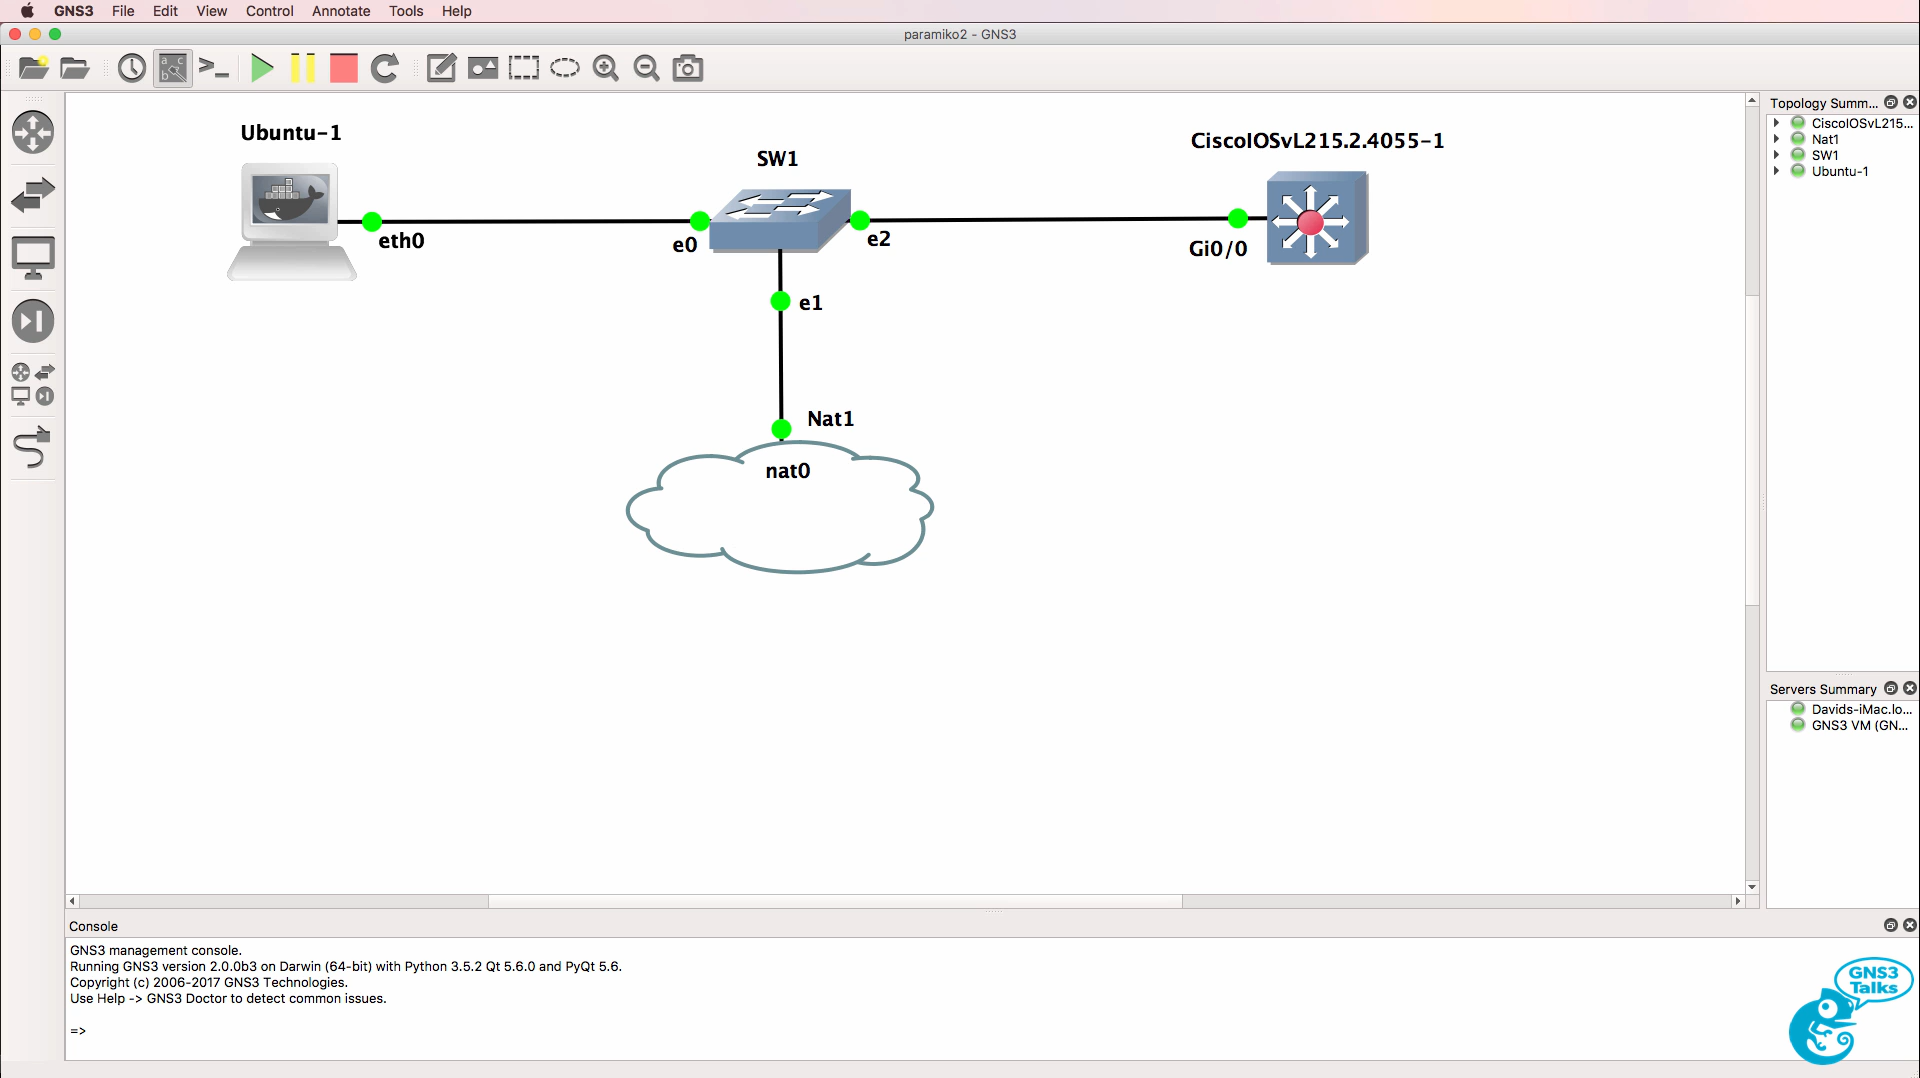 GNS3 File Edit View Control Annotate Tools Help
paramiko2 - GNS3
Ubuntu-1
SW1
CiscoIOSvL215.2.4055-1
eth0
e0
e2
Gi0/0
e1
Nat1
nat0
Topology Summ...
CiscoIOSvL215...
Nat1
SW1
Ubuntu-1
Servers Summary
Davids-iMac.lo...
GNS3 VM (GN...
Console
GNS3 management console.
Running GNS3 version 2.0.0b3 on Darwin (64-bit) with Python 3.5.2 Qt 5.6.0 and PyQt 5.6.
Copyright (c) 2006-2017 GNS3 Technologies.
Use Help -> GNS3 Doctor to detect common issues.
=>
GNS3
Talks